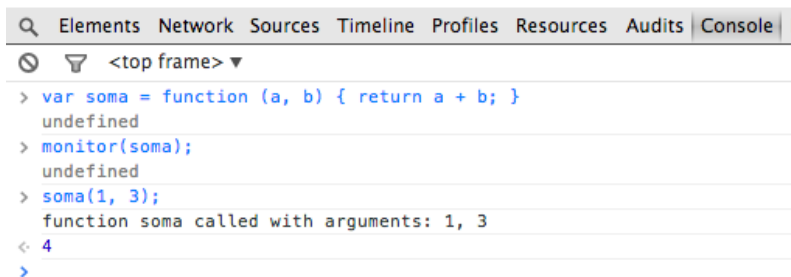 Elements Network Sources Timeline Profiles Resources Audits Console
<top frame> ▼
> var soma = function (a, b) { return a + b; }
undefined
> monitor(soma);
undefined
> soma(1, 3);
function soma called with arguments: 1, 3
<· 4
>